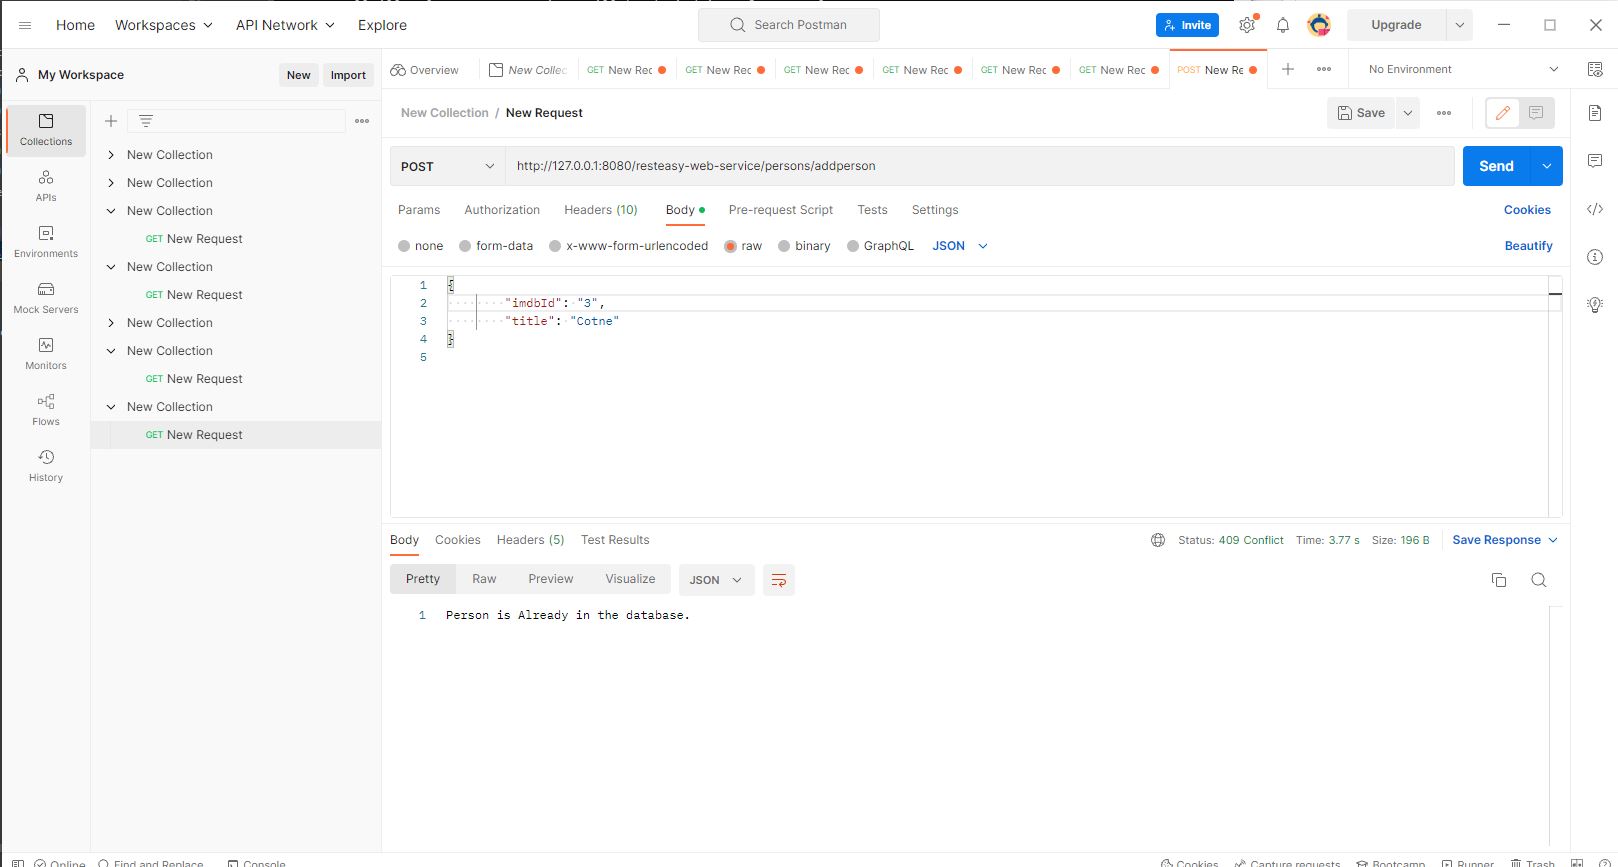 Home Workspaces API Network Explore Search Postman Invite Upgrade
My Workspace New Import
Overview New Collec GET New Rec GET New Rec GET New Rec GET New Rec GET New Rec GET New Rec POST New Re No Environment
New Collection / New Request Save
Collections
APIs
Environments
Mock Servers
Monitors
Flows
History
New Collection
New Collection
New Collection
GET New Request
New Collection
GET New Request
New Collection
New Collection
GET New Request
New Collection
GET New Request
POST http://127.0.0.1:8080/resteasy-web-service/persons/addperson Send
Params Authorization Headers (10) Body Pre-request Script Tests Settings Cookies
none form-data x-www-form-urlencoded raw binary GraphQL JSON Beautify
1 {
2 "imdbId": "3",
3 "title": "Cotne"
4 }
5
Body Cookies Headers (5) Test Results Status: 409 Conflict Time: 3.77 s Size: 196 B Save Response
Pretty Raw Preview Visualize JSON
1 Person is Already in the database.
Online Find and Replace Console Cookies Capture requests Bootcamp Runner Trash